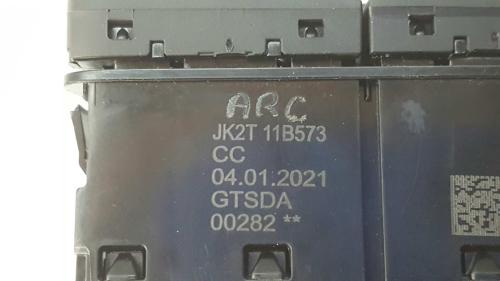 ARC
JK2T 11B573
CC
04.01.2021
GTSDA
00282 **